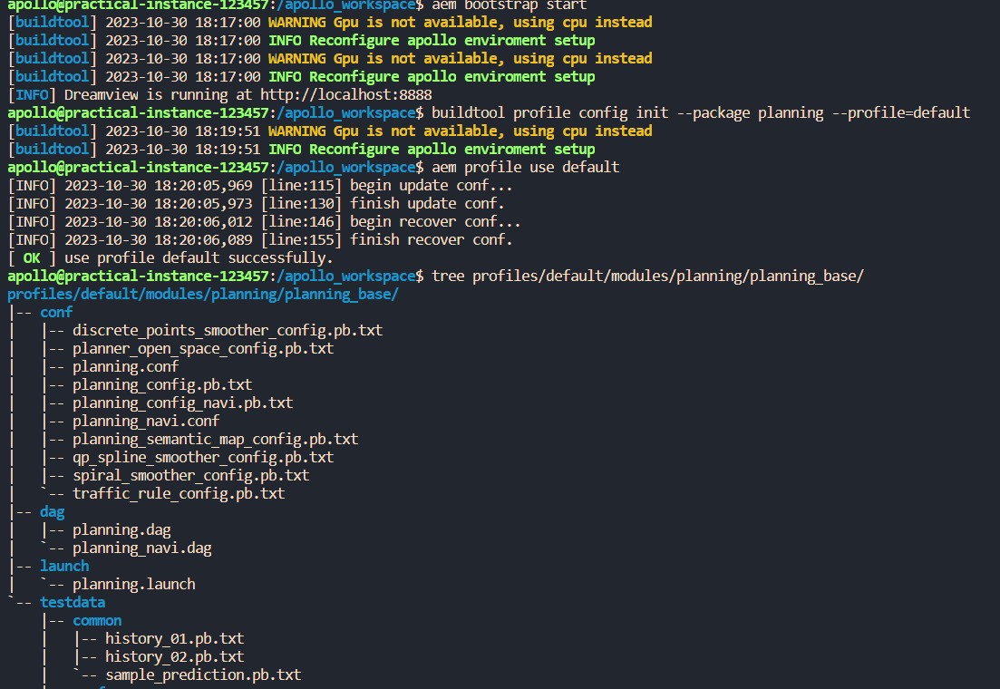 apollo@practical-instance-123457:/apollo_workspace$ aem bootstrap start
[buildtool] 2023-10-30 18:17:00 WARNING Gpu is not available, using cpu instead
[buildtool] 2023-10-30 18:17:00 INFO Reconfigure apollo enviroment setup
[buildtool] 2023-10-30 18:17:00 WARNING Gpu is not available, using cpu instead
[buildtool] 2023-10-30 18:17:00 INFO Reconfigure apollo enviroment setup
[INFO] Dreamview is running at http://localhost:8888
apollo@practical-instance-123457:/apollo_workspace$ buildtool profile config init --package planning --profile=default
[buildtool] 2023-10-30 18:19:51 WARNING Gpu is not available, using cpu instead
[buildtool] 2023-10-30 18:19:51 INFO Reconfigure apollo enviroment setup
apollo@practical-instance-123457:/apollo_workspace$ aem profile use default
[INFO] 2023-10-30 18:20:05,969 [line:115] begin update conf...
[INFO] 2023-10-30 18:20:05,973 [line:130] finish update conf.
[INFO] 2023-10-30 18:20:06,012 [line:146] begin recover conf...
[INFO] 2023-10-30 18:20:06,089 [line:155] finish recover conf.
[ OK ] use profile default successfully.
apollo@practical-instance-123457:/apollo_workspace$ tree profiles/default/modules/planning/planning_base/
profiles/default/modules/planning/planning_base/
|-- conf
|   |-- discrete_points_smoother_config.pb.txt
|   |-- planner_open_space_config.pb.txt
|   |-- planning.conf
|   |-- planning_config.pb.txt
|   |-- planning_config_navi.pb.txt
|   |-- planning_navi.conf
|   |-- planning_semantic_map_config.pb.txt
|   |-- qp_spline_smoother_config.pb.txt
|   |-- spiral_smoother_config.pb.txt
|   `-- traffic_rule_config.pb.txt
|-- dag
|   |-- planning.dag
|   `-- planning_navi.dag
|-- launch
|   `-- planning.launch
`-- testdata
    |-- common
    |   |-- history_01.pb.txt
    |   |-- history_02.pb.txt
    |   `-- sample_prediction.pb.txt